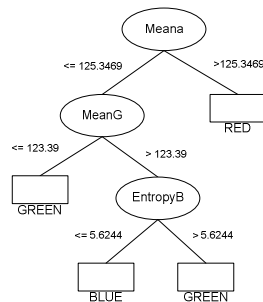 Meana
<= 125.3469
>125.3469
MeanG
RED
<= 123.39
> 123.39
GREEN
EntropyB
<= 5.6244
> 5.6244
BLUE
GREEN